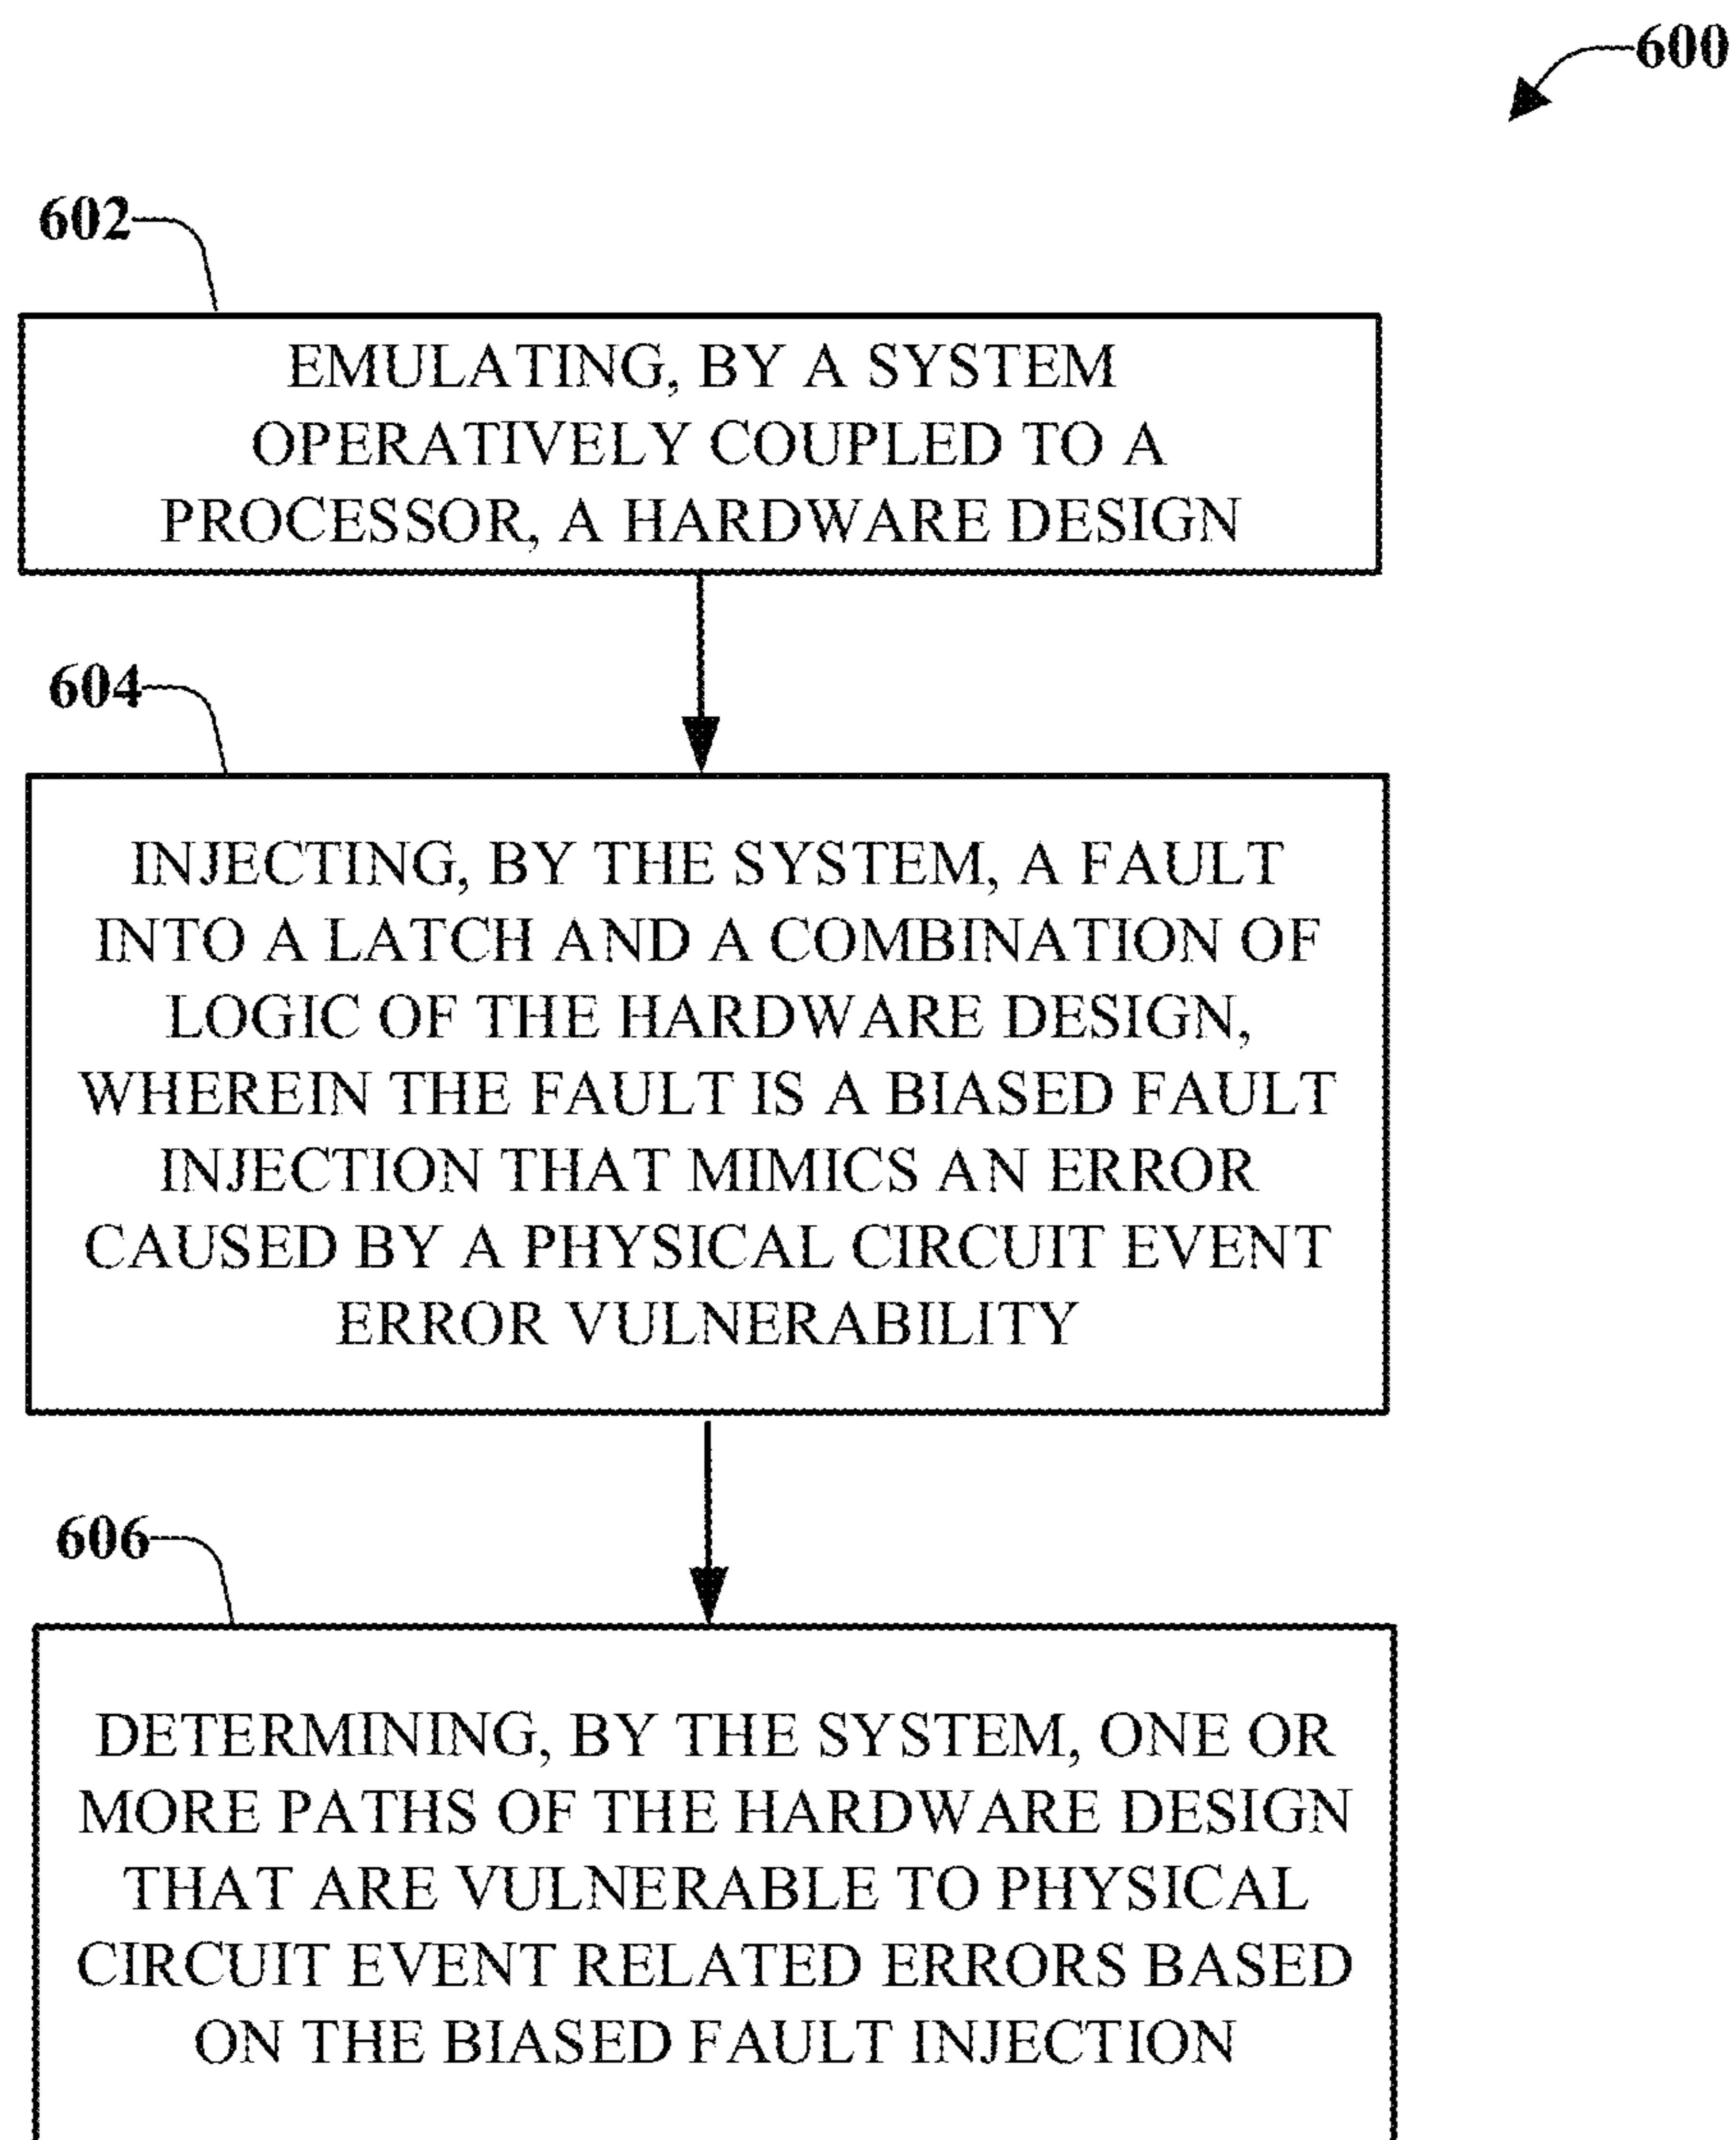 600
602
EMULATING, BY A SYSTEM
OPERATIVELY COUPLED TO A
PROCESSOR, A HARDWARE DESIGN
604
INJECTING, BY THE SYSTEM, A FAULT
INTO A LATCH AND A COMBINATION OF
LOGIC OF THE HARDWARE DESIGN,
WHEREIN THE FAULT IS A BIASED FAULT
INJECTION THAT MIMICS AN ERROR
CAUSED BY A PHYSICAL CIRCUIT EVENT
ERROR VULNERABILITY
606
DETERMINING, BY THE SYSTEM, ONE OR
MORE PATHS OF THE HARDWARE DESIGN
THAT ARE VULNERABLE TO PHYSICAL
CIRCUIT EVENT RELATED ERRORS BASED
ON THE BIASED FAULT INJECTION